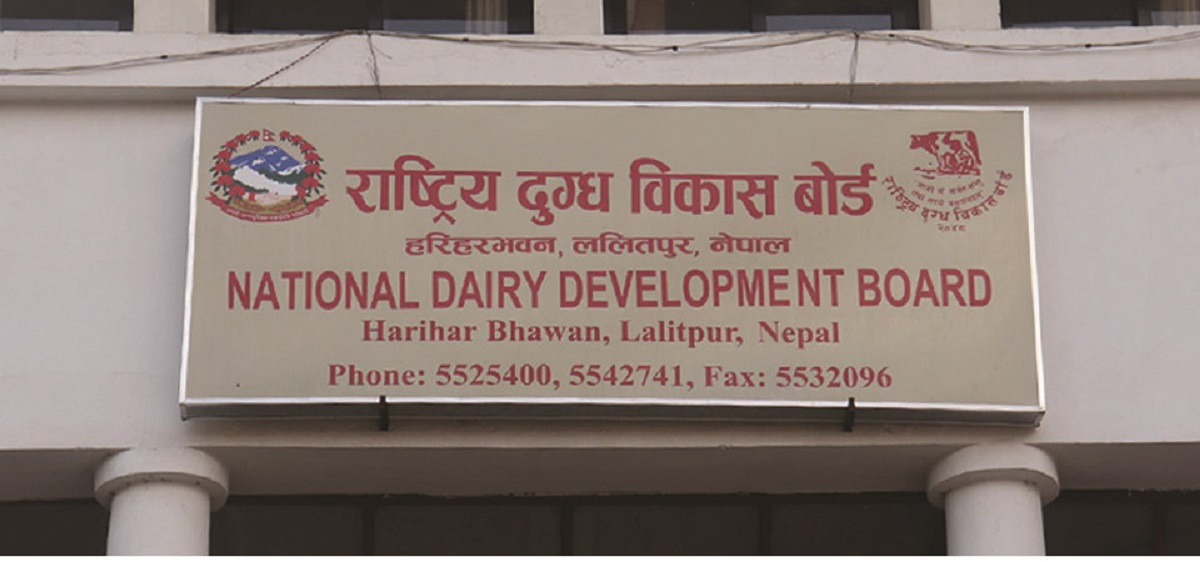 राष्ट्रिय दुग्ध विकास बोर्ड
हरिहरभवन, ललितपुर, नेपाल
NATIONAL DAIRY DEVELOPMENT BOARD
Harihar Bhawan, Lalitpur, Nepal
Phone: 5525400, 5542741, Fax: 5532096
राष्ट्रिय दुग्ध विकास बोर्ड